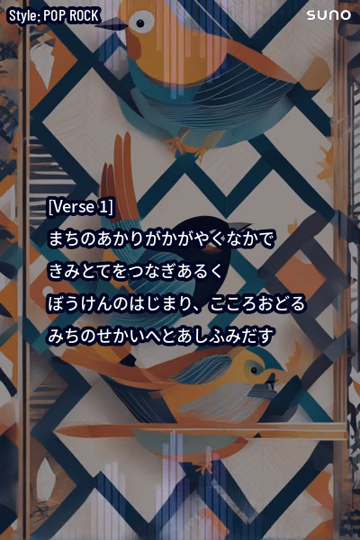 Style: POP ROCK
suno
[Verse 1]
まちのあかりがかがやくなかで
きみとてをつなぎあるく
ぼうけんのはじまり、こころおどる
みちのせかいへとあしふみだす